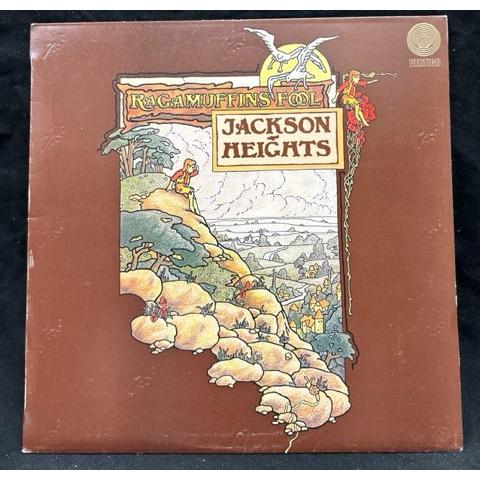 VERTIGO
RAGAMUFFINS FOOL
JACKSON
HEIGHTS